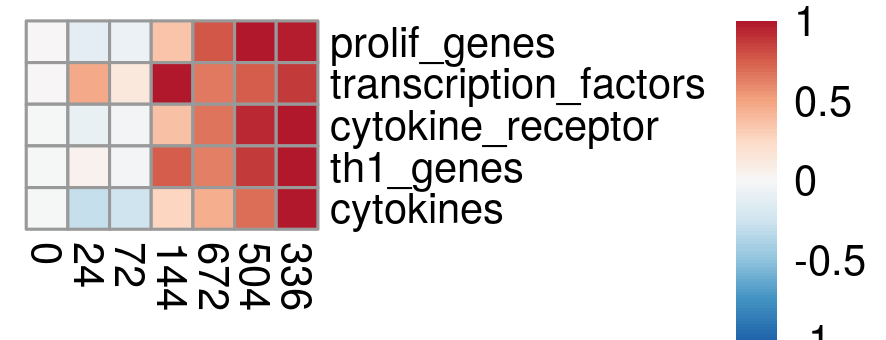 prolif_genes
transcription_factors
cytokine_receptor
th1_genes
cytokines
0
24
72
144
672
504
336
1
0.5
0
-0.5